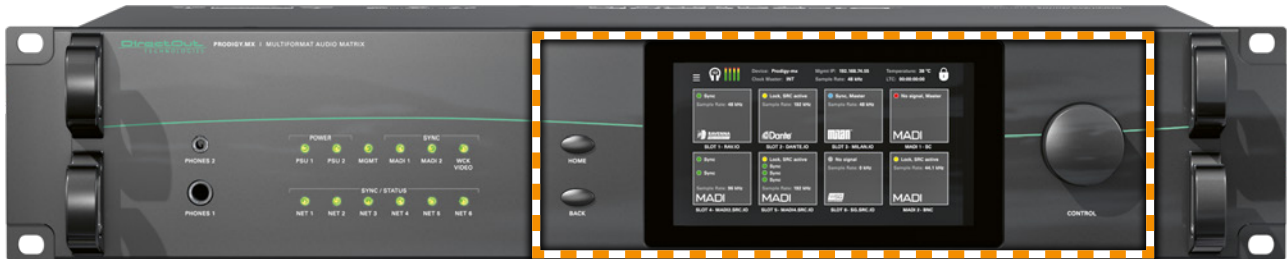 DirectOut
TECHNOLOGIES
PRODIGY.MX | MULTIFORMAT AUDIO MATRIX
PHONES 2
PHONES 1
POWER
SYNC
PSU 1 PSU 2 MGMT MADI 1 MADI 2 WCK VIDEO
SYNC / STATUS
NET 1 NET 2 NET 3 NET 4 NET 5 NET 6
HOME
BACK
Device: Prodigy-mx Mgmt-IP: 192.168.74.55 Temperature: 38 °C
Clock Master: INT Sample Rate: 48 kHz LTC: 00:00:00:00
Sync
Sample Rate: 48 kHz
RAVENNA
SLOT 1- RAV.IO
Lock, SRC active
Sample Rate: 192 kHz
Dante
SLOT 2- DANTE.IO
Sync, Master
Sample Rate: 48 kHz
MILAN
SLOT 3- MILAN.IO
No signal, Master
MADI
MADI 1 - SC
Sync
Sync
Sample Rate: 96 kHz
MADI
SLOT 4- MADI2.SRC.IO
Lock, SRC active
Sync
Sync
Sync
Sample Rate: 192 kHz
MADI
SLOT 5- MADI4.SRC.IO
No signal
Sample Rate: 0 kHz
SLOT 6- SG.SRC.IO
Lock, SRC active
Sample Rate: 44.1 kHz
MADI
MADI 2 - BNC
CONTROL